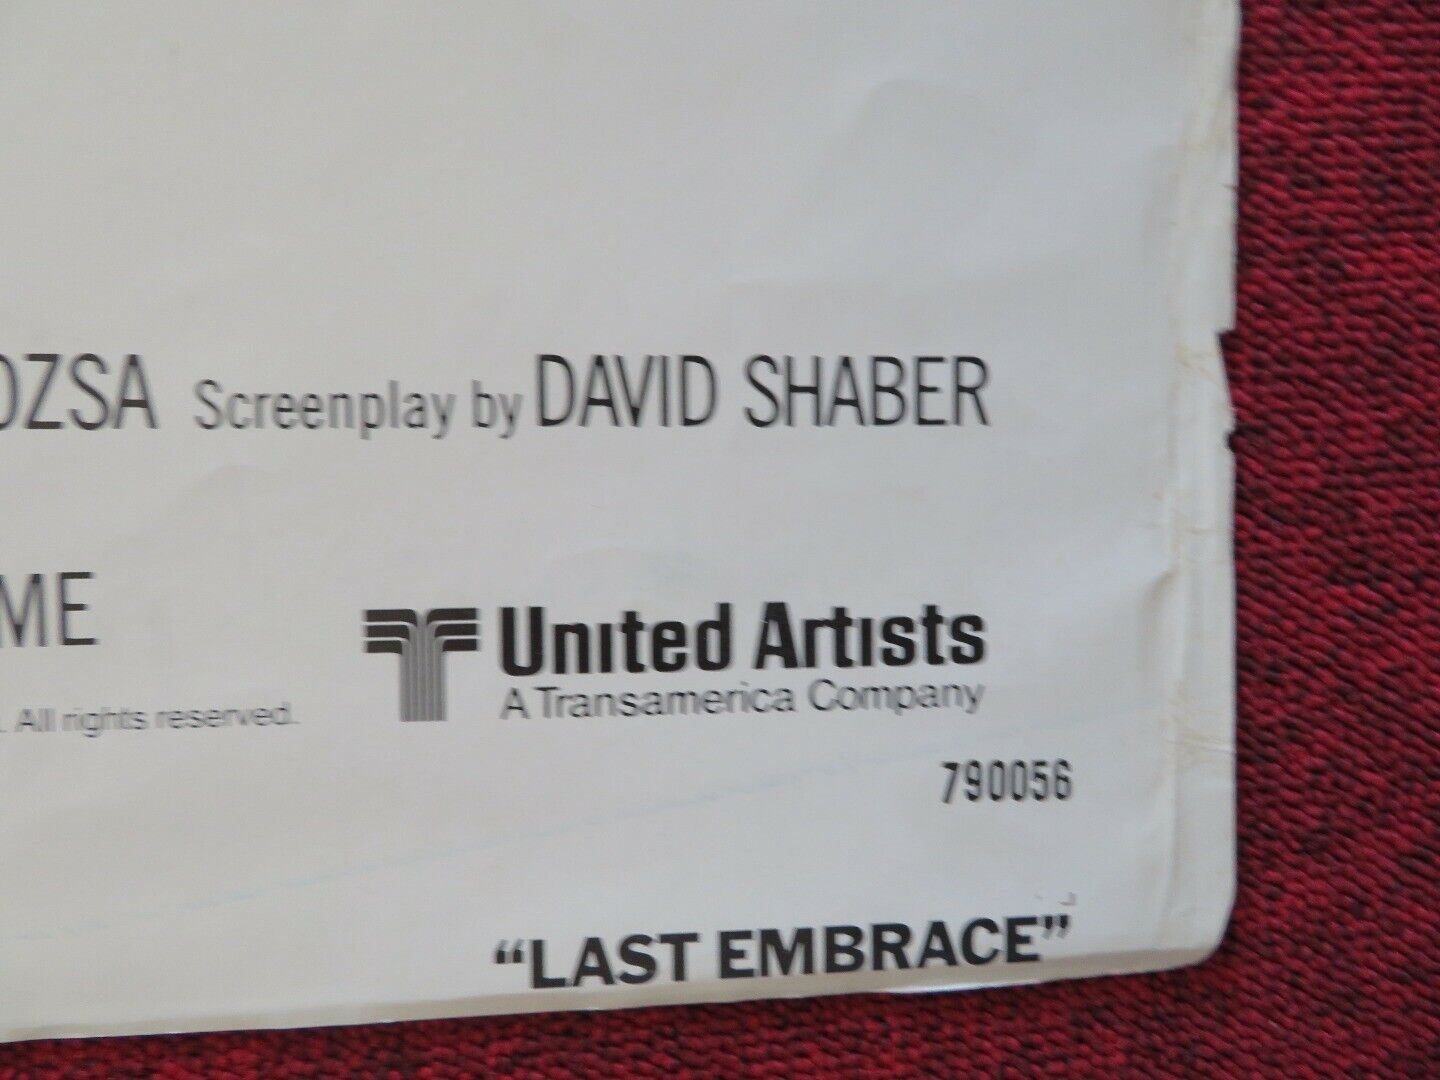 OZSA Screenplay by DAVID SHABER
ME
. All rights reserved.
United Artists
A Transamerica Company
790056
“LAST EMBRACE”